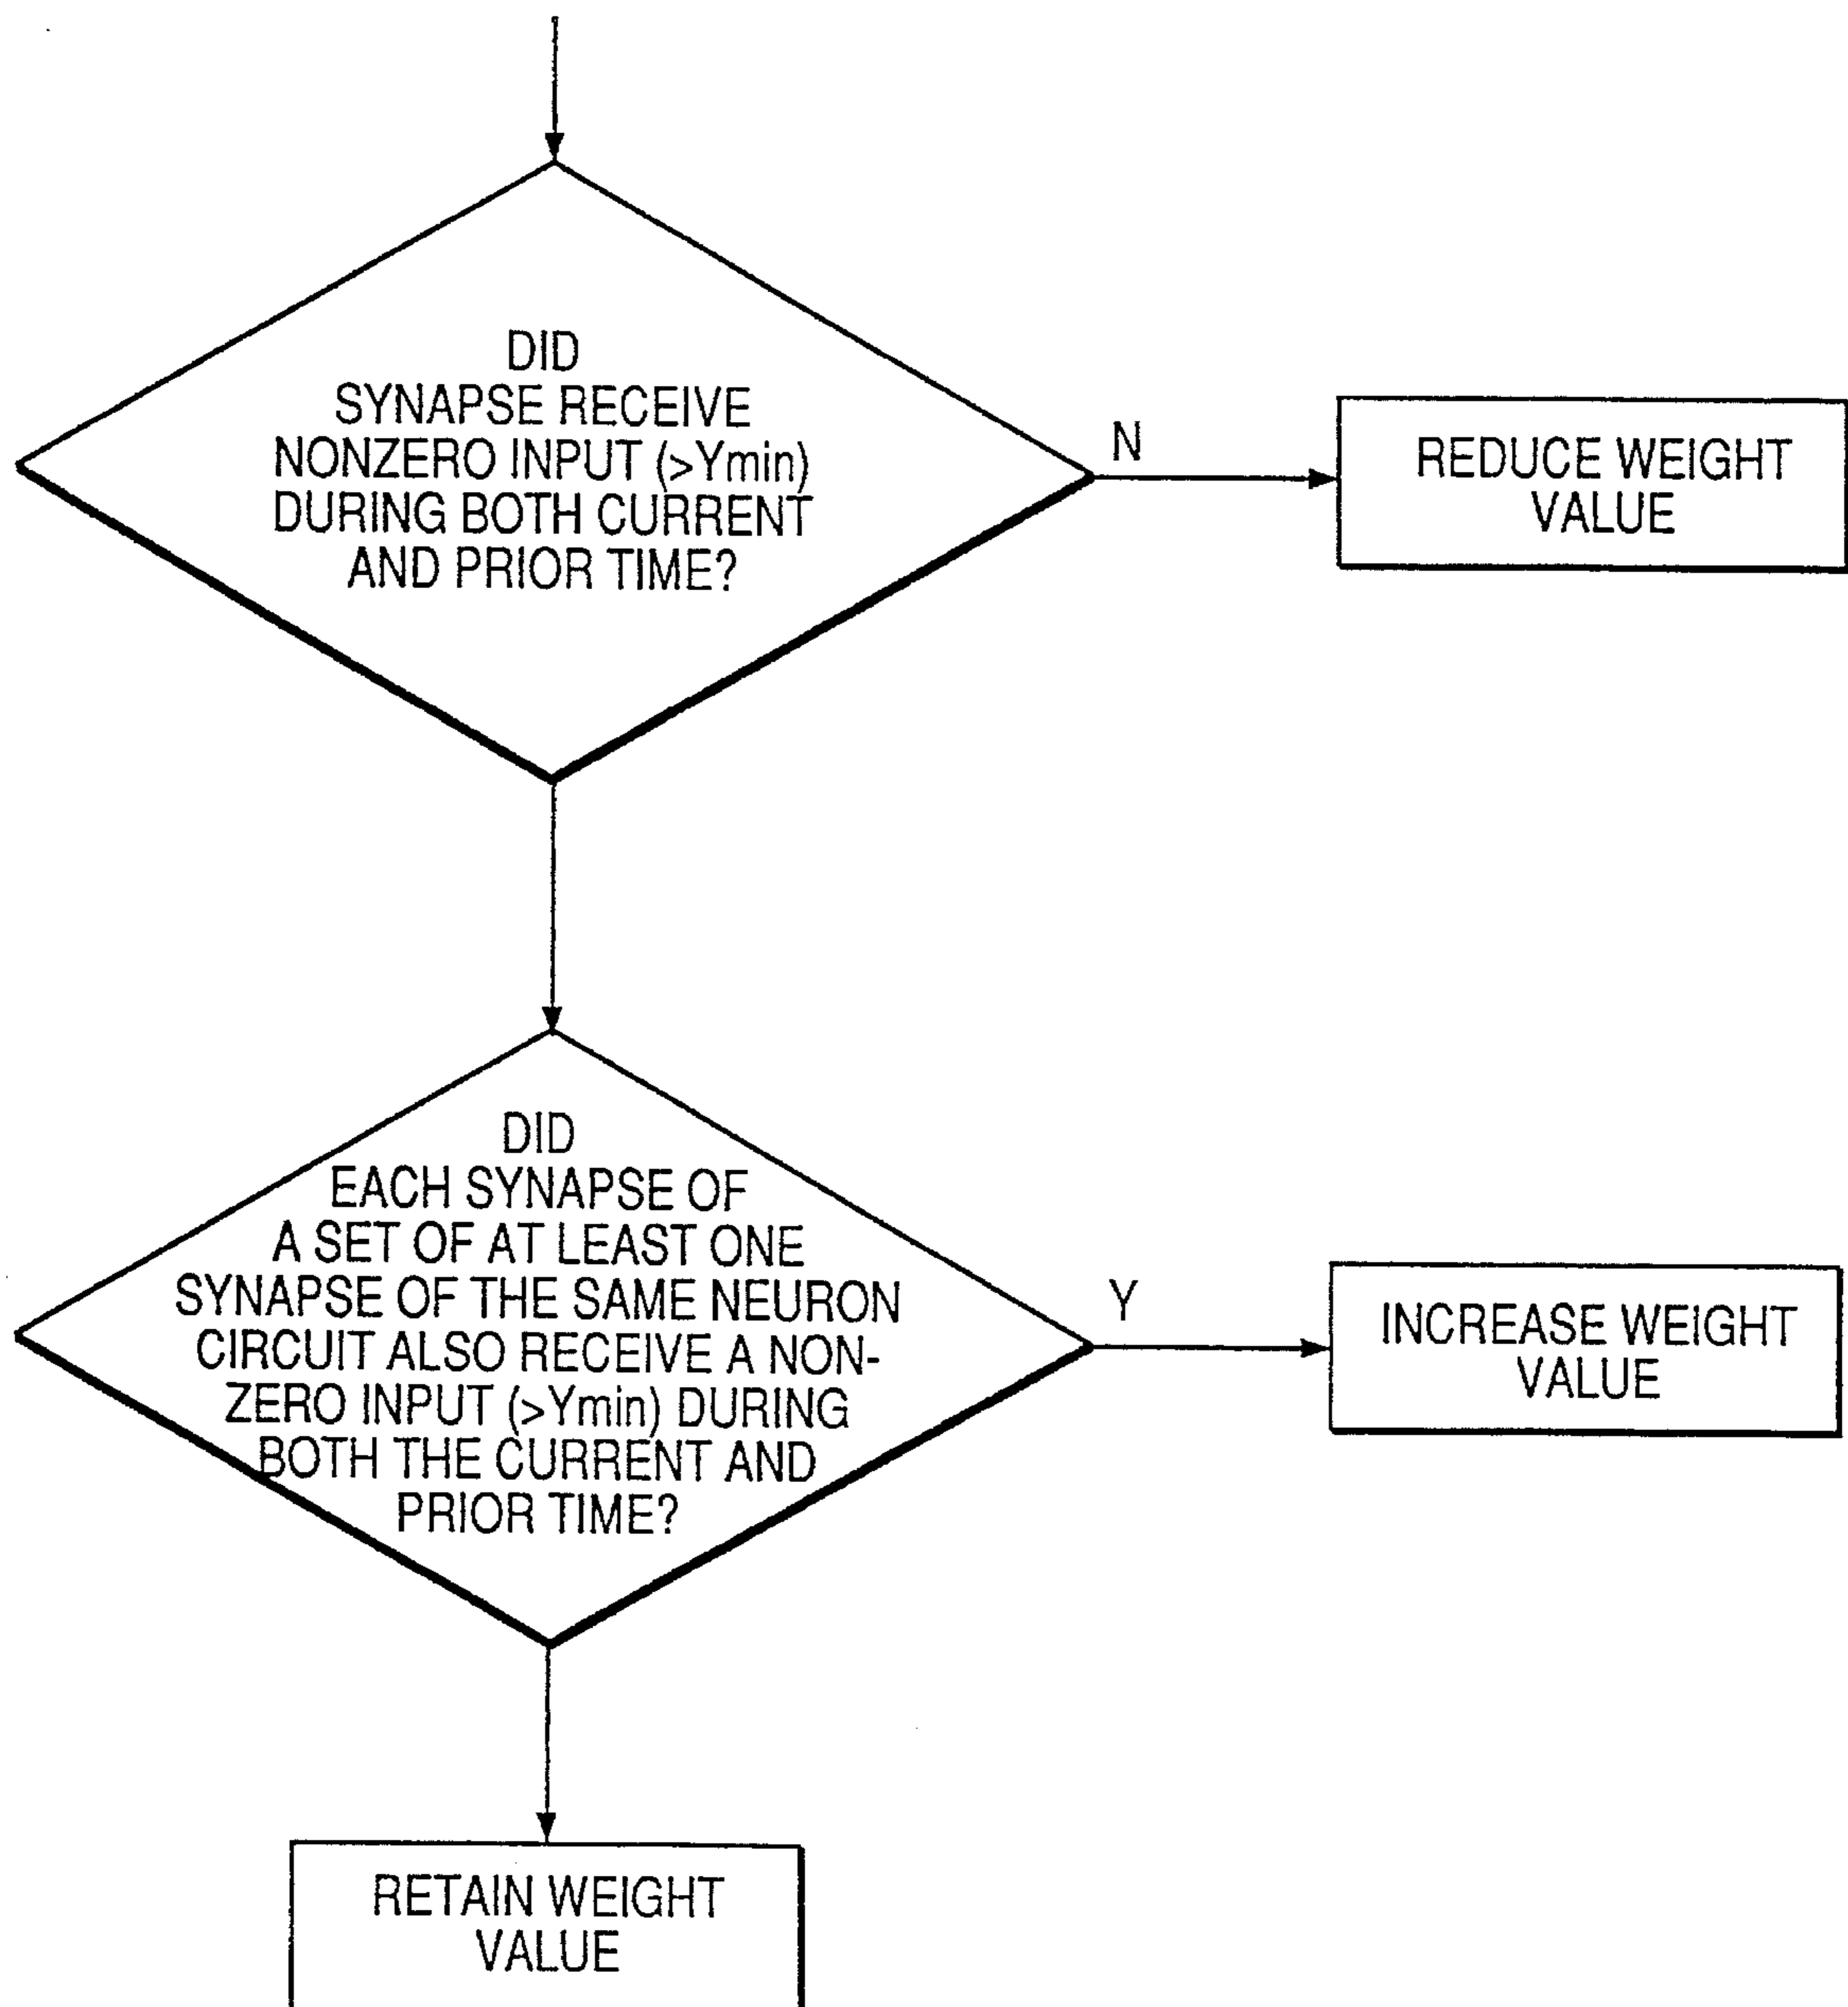 DID
SYNAPSE RECEIVE
NONZERO INPUT (>Ymin)
DURING BOTH CURRENT
AND PRIOR TIME?
N
REDUCE WEIGHT
VALUE
DID
EACH SYNAPSE OF
A SET OF AT LEAST ONE
SYNAPSE OF THE SAME NEURON
CIRCUIT ALSO RECEIVE A NON-
ZERO INPUT (>Ymin) DURING
BOTH THE CURRENT AND
PRIOR TIME?
Y
INCREASE WEIGHT
VALUE
RETAIN WEIGHT
VALUE